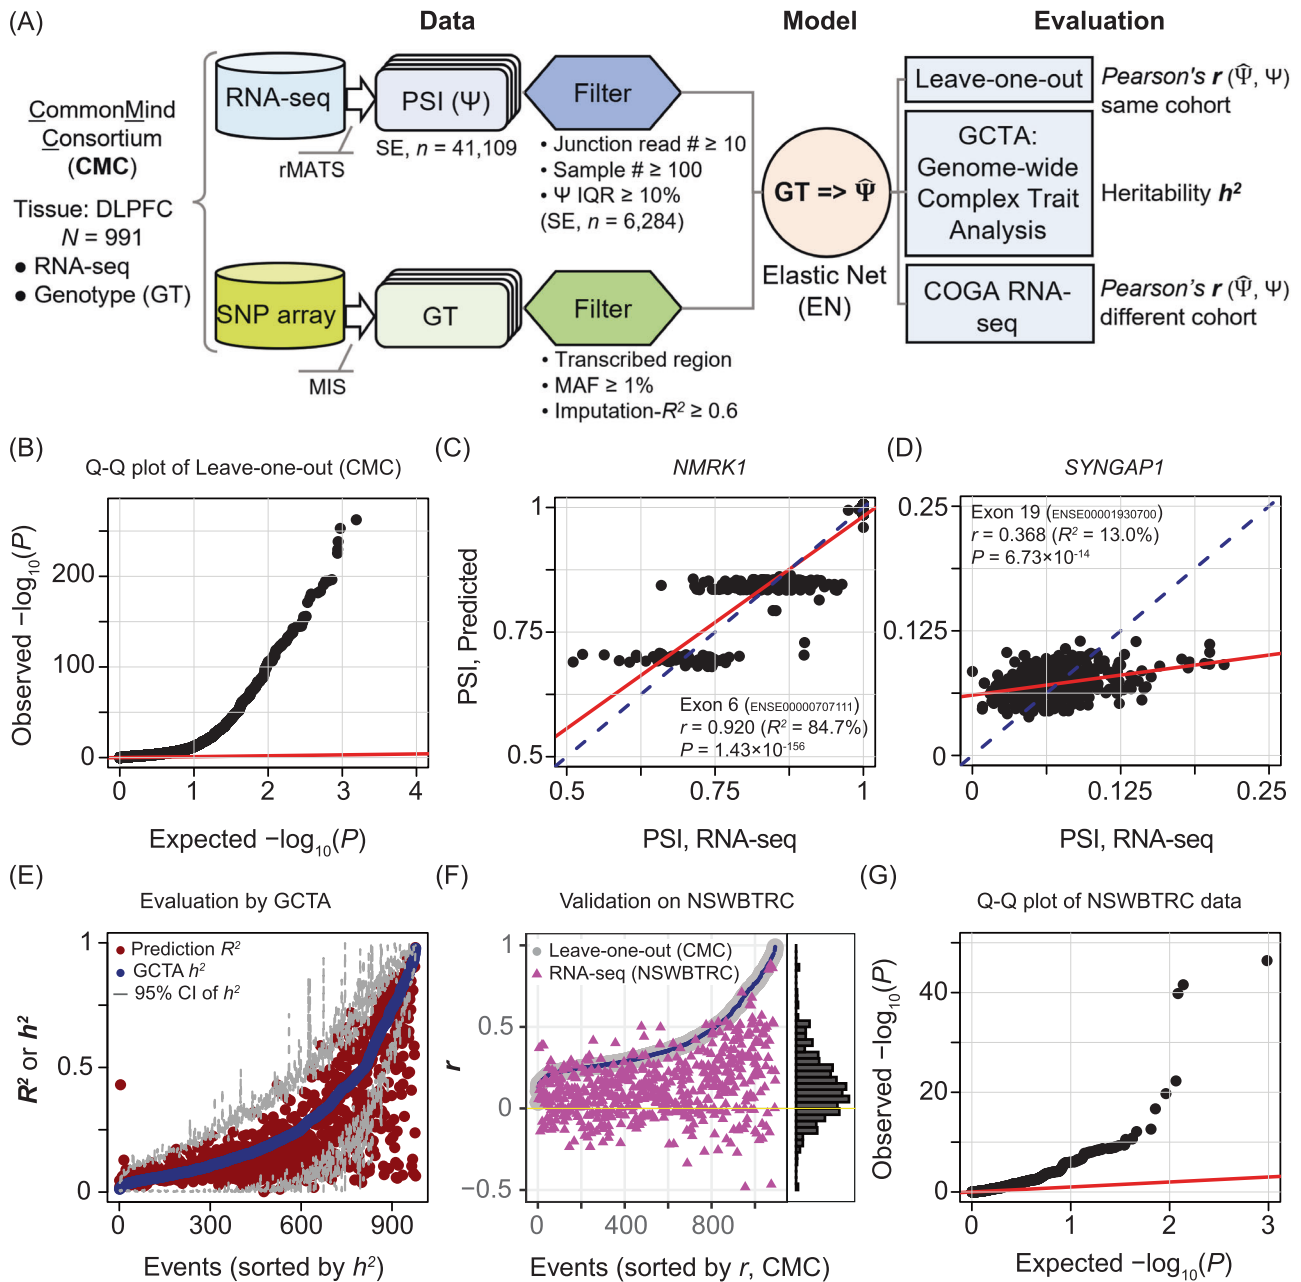 (A)
Data
Model
Evaluation
CommonMind
Consortium
(CMC)
Tissue: DLPFC
N = 991
● RNA-seq
● Genotype (GT)
RNA-seq
rMATS
PSI (Ψ)
SE, n = 41,109
Filter
• Junction read # ≥ 10
• Sample # ≥ 100
• Ψ IQR ≥ 10%
(SE, n = 6,284)
SNP array
MIS
GT
Filter
• Transcribed region
• MAF ≥ 1%
• Imputation-R² ≥ 0.6
GT => Ψ̂
Elastic Net
(EN)
Leave-one-out
Pearson's r (Ψ̂, Ψ)
same cohort
GCTA:
Genome-wide
Complex Trait
Analysis
Heritability h²
COGA RNA-
seq
Pearson's r (Ψ̂, Ψ)
different cohort
(B)
Q-Q plot of Leave-one-out (CMC)
Observed −log₁₀(P)
200
100
0
0 1 2 3 4
Expected −log₁₀(P)
(C)
NMRK1
PSI, Predicted
1
0.75
0.5
Exon 6 (ENSE00000707111)
r = 0.920 (R² = 84.7%)
P = 1.43×10⁻¹⁵⁶
0.5 0.75 1
PSI, RNA-seq
(D)
SYNGAP1
0.25
0.125
0
Exon 19 (ENSE00001930700)
r = 0.368 (R² = 13.0%)
P = 6.73×10⁻¹⁴
0 0.125 0.25
PSI, RNA-seq
(E)
Evaluation by GCTA
R² or h²
1
0.5
0
Prediction R²
GCTA h²
95% CI of h²
0 300 600 900
Events (sorted by h²)
(F)
Validation on NSWBTRC
r
1
0.5
0
−0.5
Leave-one-out (CMC)
RNA-seq (NSWBTRC)
0 400 800
Events (sorted by r, CMC)
(G)
Q-Q plot of NSWBTRC data
Observed −log₁₀(P)
40
20
0
0 1 2 3
Expected −log₁₀(P)